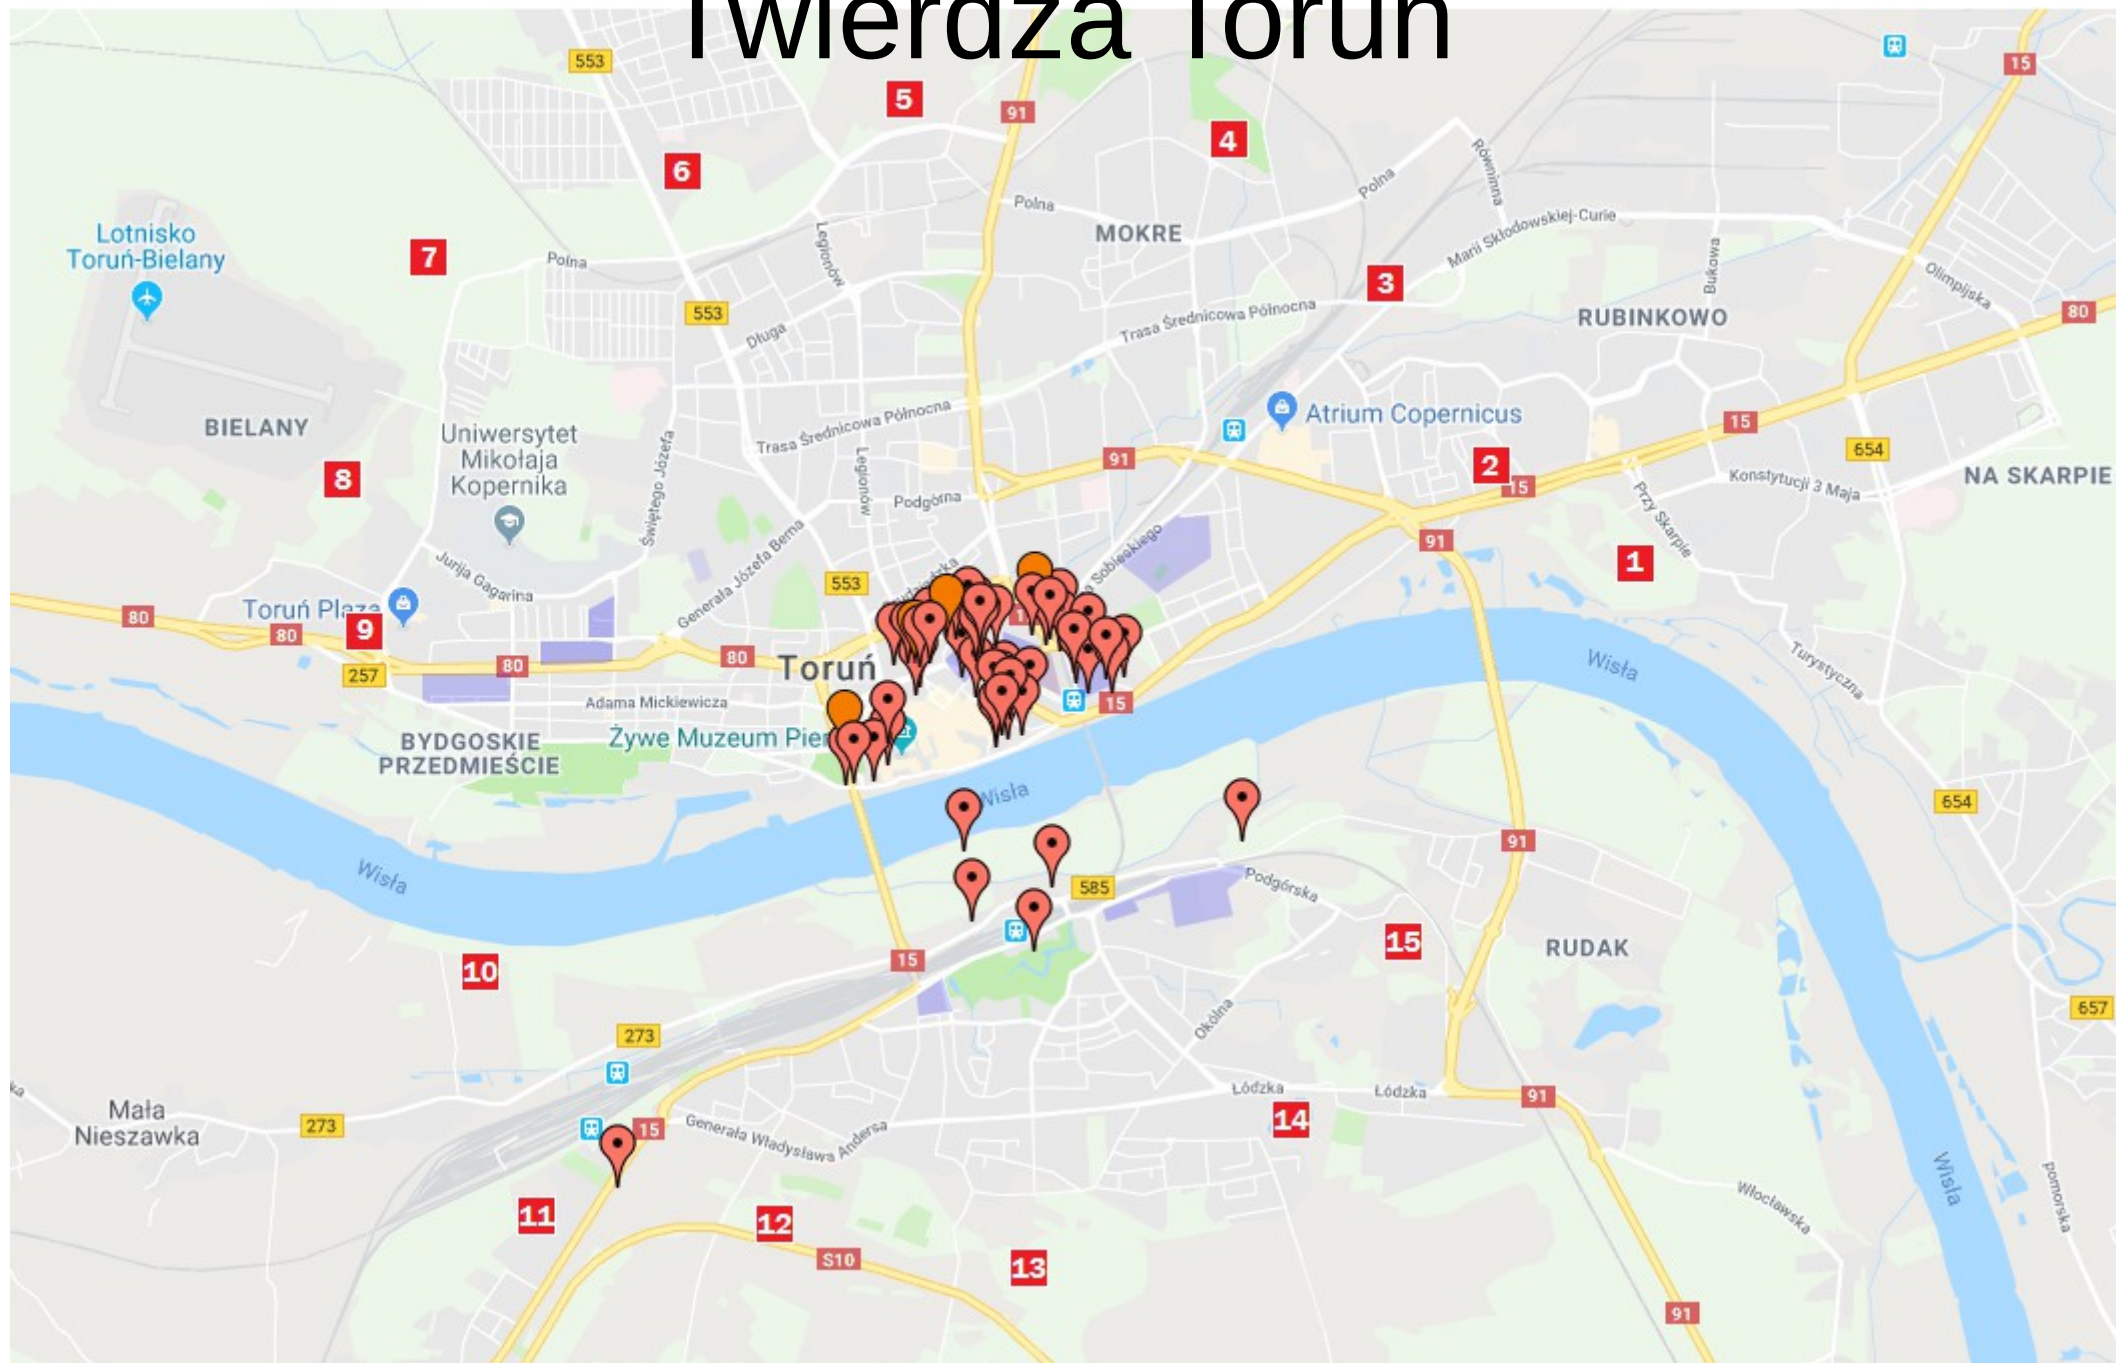 Twierdza Toruń
553
5
91
15
4
6
Równinna
Polna
Polna
MOKRE
Marii Skłodowskiej-Curie
Lotnisko
Toruń-Bielany
7
Polna
Legionów
3
Bukowa
Olimpijska
80
553
Długa
Trasa Średnicowa Północna
RUBINKOWO
BIELANY
Uniwersytet
Mikołaja
Kopernika
Trasa Średnicowa Północna
Atrium Copernicus
15
8
Świętego Józefa
Legionów
Podgórna
91
2
15
654
Konstytucji 3 Maja
NA SKARPIE
Przy Skarpie
91
1
Jurija Gagarina
Generała Józefa Bema
553
Sobieskiego
Toruń Plaza
80
9
80
257
80
80
Toruń
Wisła
Turystyczna
Adama Mickiewicza
15
BYDGOSKIE
PRZEDMIEŚCIE
Żywe Muzeum Pier
Wisła
654
91
Wisła
585
Podgórska
15
RUDAK
10
15
657
273
Okólna
Mała
Nieszawka
273
15
Generała Władysława Andersa
Łódzka
Łódzka
91
14
11
12
S10
13
Włocławska
Wisła
pomorska
91